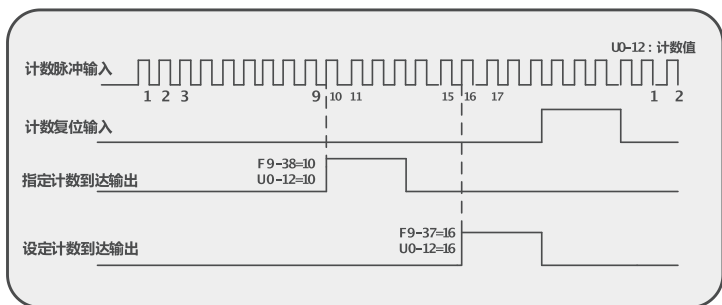 U0-12：计数值
计数脉冲输入
1 2 3 9 10 11 15 16 17 1 2
计数复位输入
F9-38=10
U0-12=10
指定计数到达输出
F9-37=16
U0-12=16
设定计数到达输出